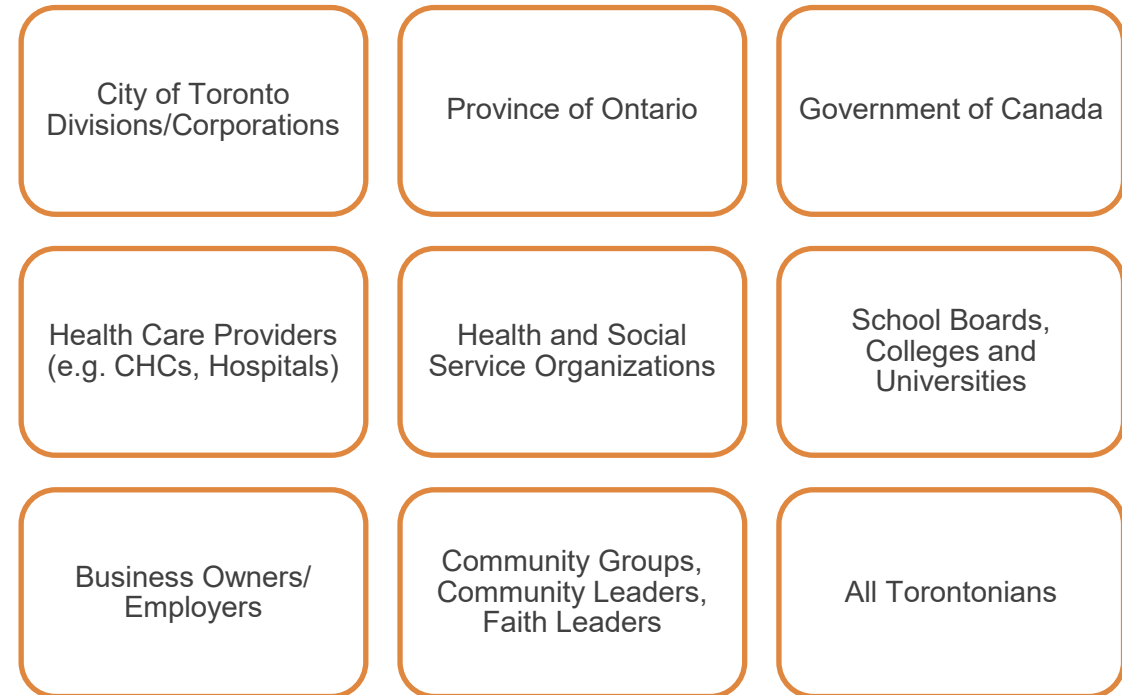 City of Toronto
Divisions/Corporations
Province of Ontario
Government of Canada
Health Care Providers
(e.g. CHCs, Hospitals)
Health and Social
Service Organizations
School Boards,
Colleges and
Universities
Business Owners/
Employers
Community Groups,
Community Leaders,
Faith Leaders
All Torontonians